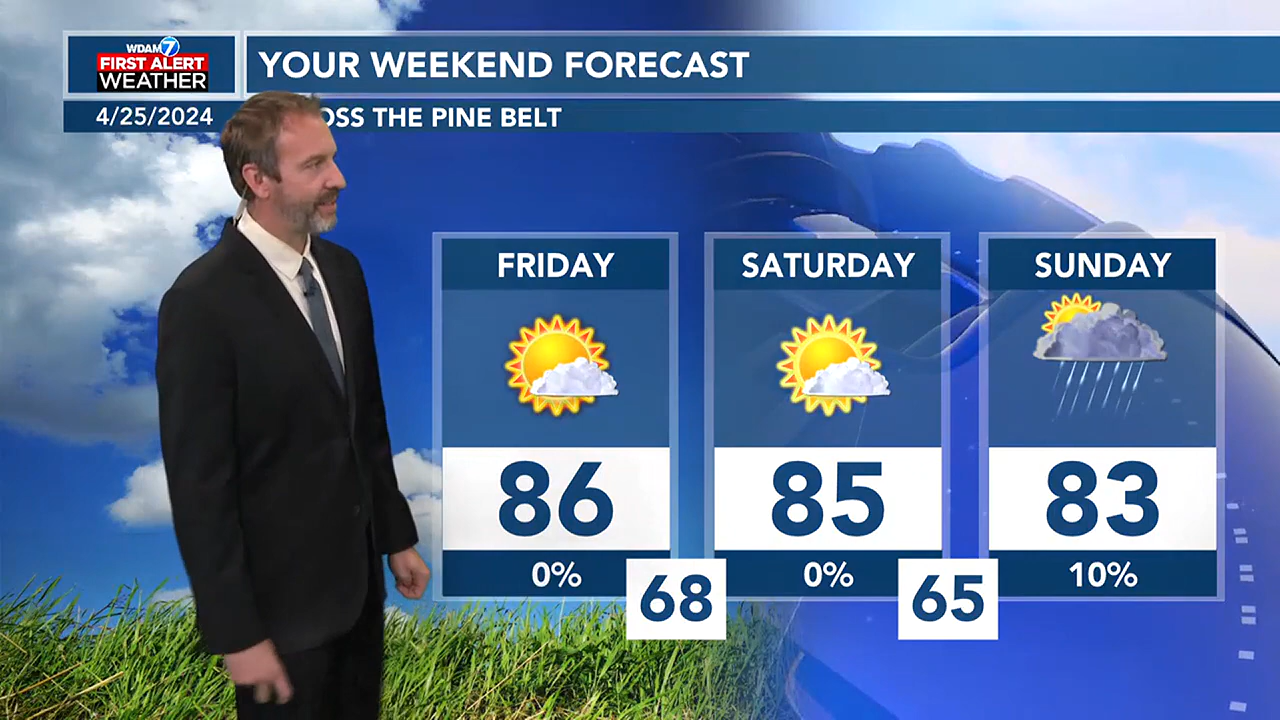 WDAM 7
FIRST ALERT
WEATHER
YOUR WEEKEND FORECAST
4/25/2024
OSS THE PINE BELT
FRIDAY
SATURDAY
SUNDAY
86
85
83
0%
0%
10%
68
65